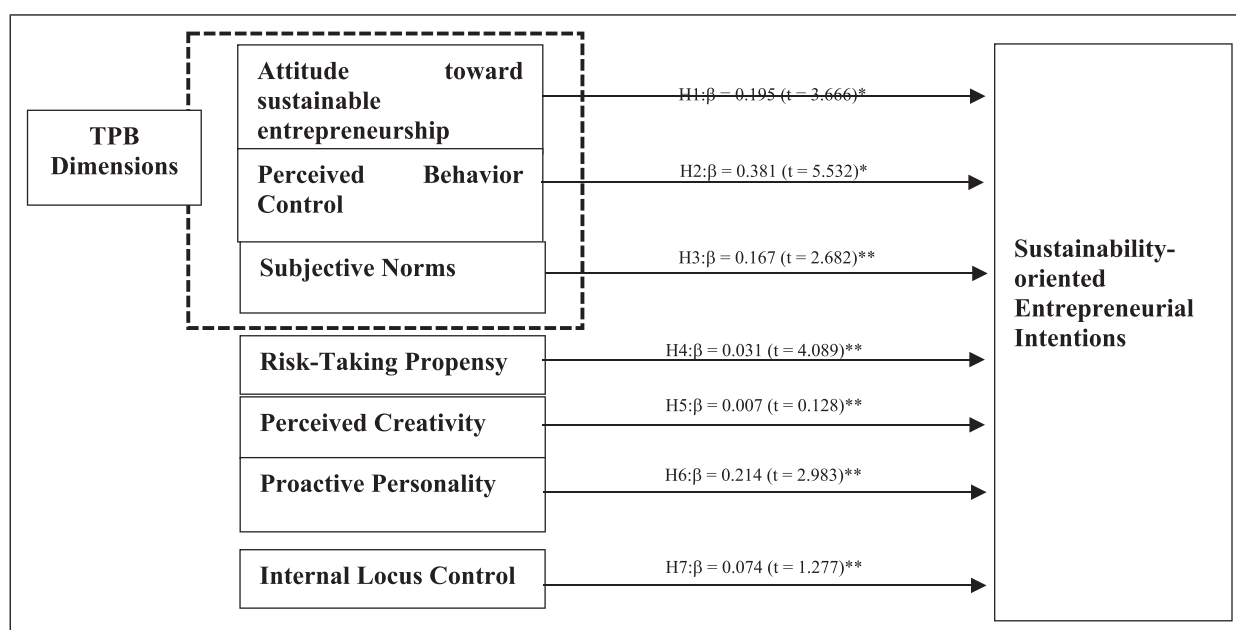 TPB
Dimensions
Attitude toward
sustainable
entrepreneurship
Perceived Behavior
Control
Subjective Norms
Risk-Taking Propensy
Perceived Creativity
Proactive Personality
Internal Locus Control
H1:β = 0.195 (t = 3.666)*
H2:β = 0.381 (t = 5.532)*
H3:β = 0.167 (t = 2.682)**
H4:β = 0.031 (t = 4.089)**
H5:β = 0.007 (t = 0.128)**
H6:β = 0.214 (t = 2.983)**
H7:β = 0.074 (t = 1.277)**
Sustainability-
oriented
Entrepreneurial
Intentions